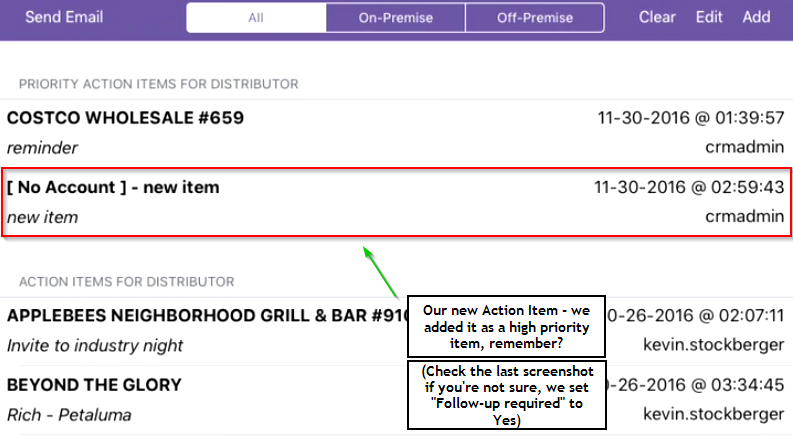 Send Email All On-Premise Off-Premise Clear Edit Add
PRIORITY ACTION ITEMS FOR DISTRIBUTOR
COSTCO WHOLESALE #659 11-30-2016 @ 01:39:57
reminder crmadmin
[ No Account ] - new item 11-30-2016 @ 02:59:43
new item crmadmin
ACTION ITEMS FOR DISTRIBUTOR
APPLEBEES NEIGHBORHOOD GRILL & BAR #910 0-26-2016 @ 02:07:11
Invite to industry night kevin.stockberger
BEYOND THE GLORY 0-26-2016 @ 03:34:45
Rich - Petaluma kevin.stockberger
Our new Action Item - we
added it as a high priority
item, remember?
(Check the last screenshot
if you're not sure, we set
"Follow-up required" to
Yes)